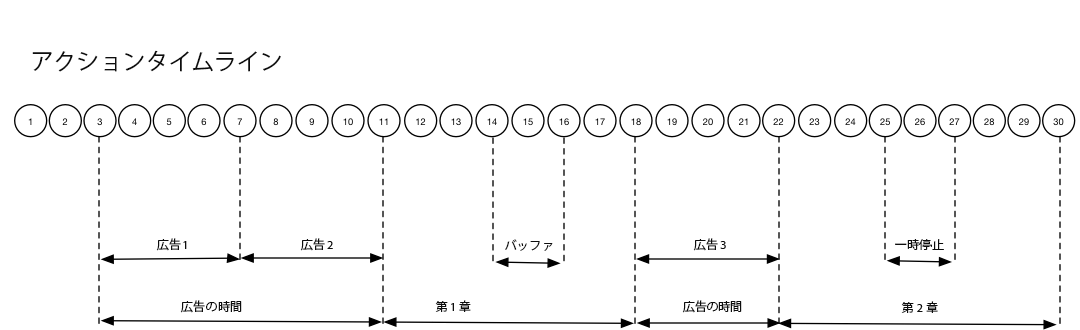 アクションタイムライン
1 2 3 4 5 6 7 8 9 10 11 12 13 14 15 16 17 18 19 20 21 22 23 24 25 26 27 28 29 30
広告1 広告2 バッファ 広告3 一時停止
広告の時間 第1章 広告の時間 第2章